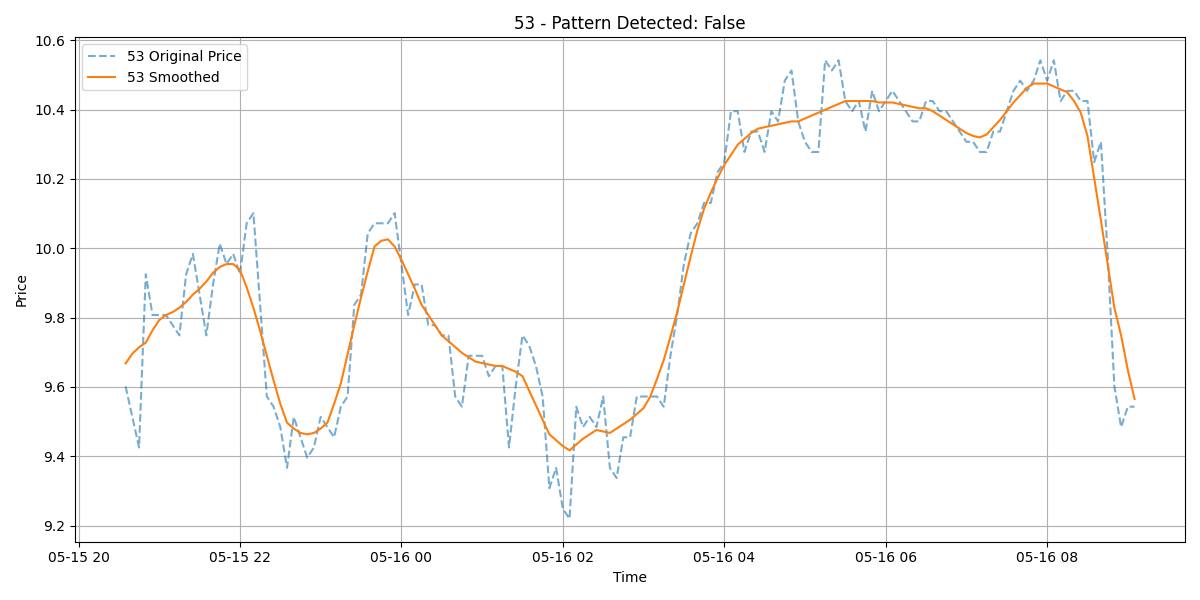 53 - Pattern Detected: False
53 Original Price
53 Smoothed
Price
10.6
10.4
10.2
10.0
9.8
9.6
9.4
9.2
05-15 20 05-15 22 05-16 00 05-16 02 05-16 04 05-16 06 05-16 08
Time